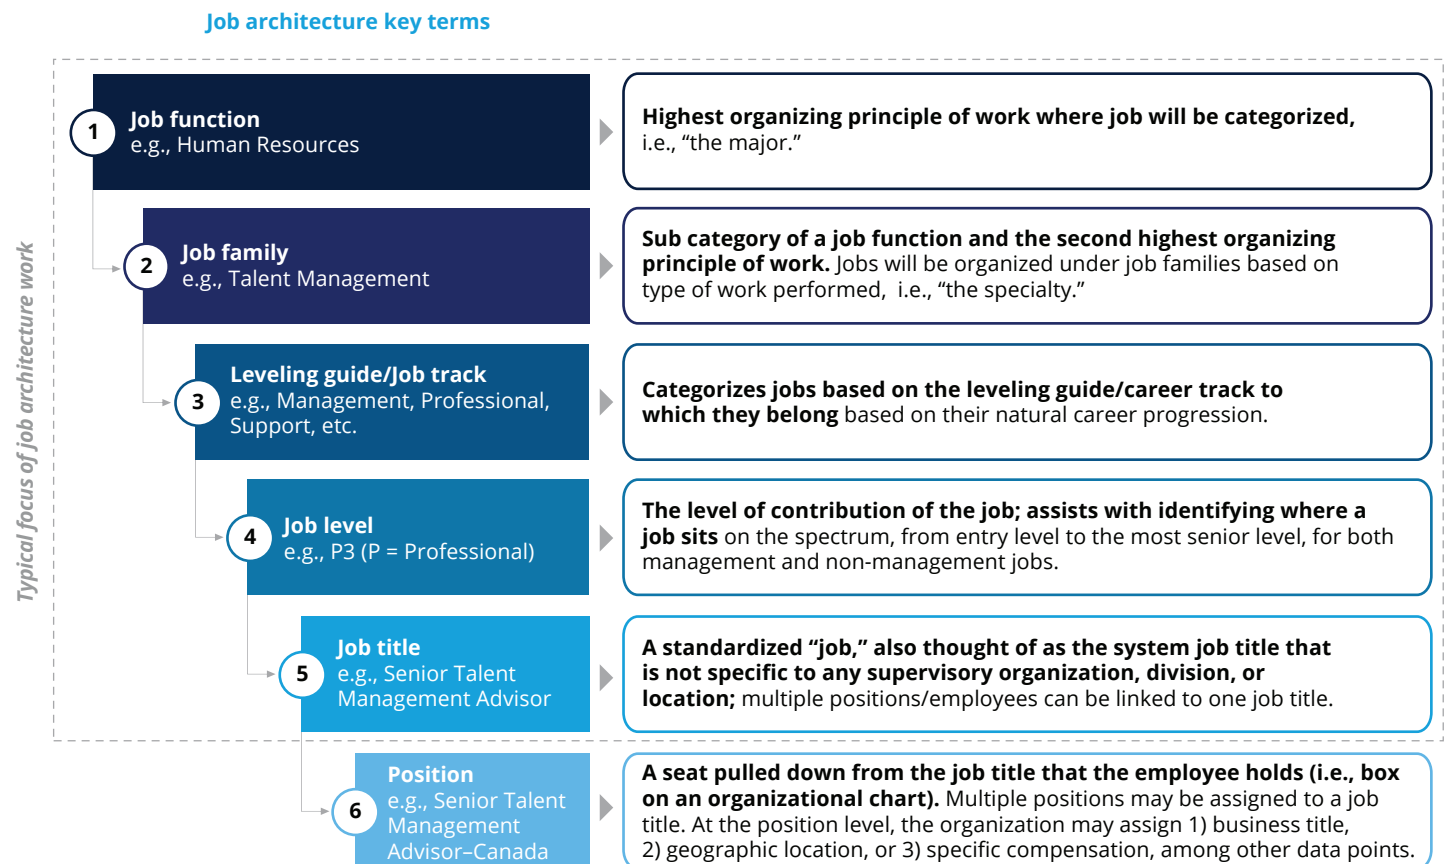 Job architecture key terms
Typical focus of job architecture work
1
Job function
e.g., Human Resources
Highest organizing principle of work where job will be categorized,
i.e., “the major.”
2
Job family
e.g., Talent Management
Sub category of a job function and the second highest organizing
principle of work. Jobs will be organized under job families based on
type of work performed,  i.e., “the specialty.”
3
Leveling guide/Job track
e.g., Management, Professional,
Support, etc.
Categorizes jobs based on the leveling guide/career track to
which they belong based on their natural career progression.
4
Job level
e.g., P3 (P = Professional)
The level of contribution of the job; assists with identifying where a
job sits on the spectrum, from entry level to the most senior level, for both
management and non-management jobs.
5
Job title
e.g., Senior Talent
Management Advisor
A standardized “job,” also thought of as the system job title that
is not specific to any supervisory organization, division, or
location; multiple positions/employees can be linked to one job title.
6
Position
e.g., Senior Talent
Management
Advisor–Canada
A seat pulled down from the job title that the employee holds (i.e., box
on an organizational chart). Multiple positions may be assigned to a job
title. At the position level, the organization may assign 1) business title,
2) geographic location, or 3) specific compensation, among other data points.